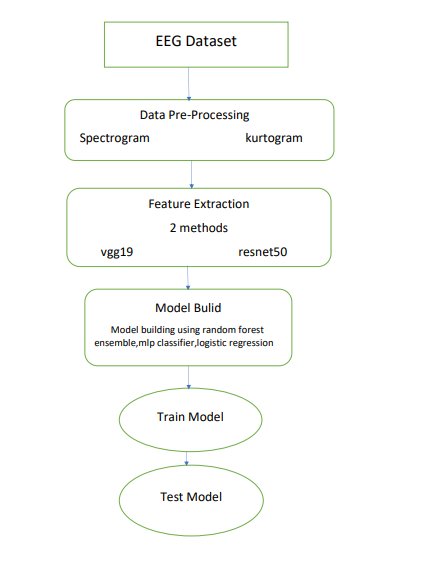 EEG Dataset
Data Pre-Processing
Spectrogram kurtogram
Feature Extraction
2 methods
vgg19 resnet50
Model Bulid
Model building using random forest
ensemble,mlp classifier,logistic regression
Train Model
Test Model